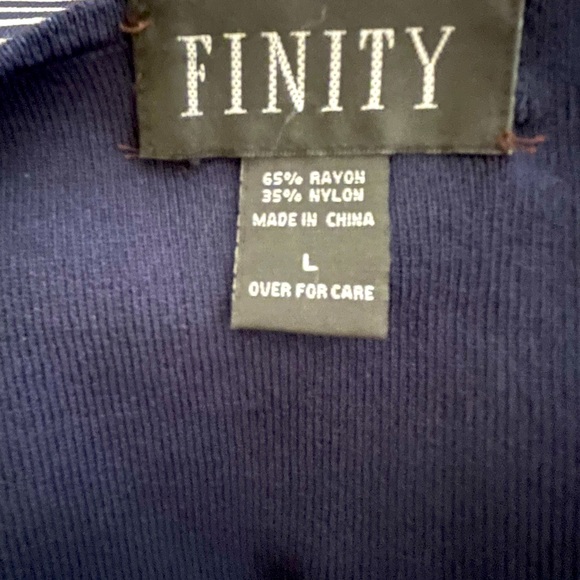 FINITY
65% RAYON
35% NYLON
MADE IN CHINA
L
OVER FOR CARE